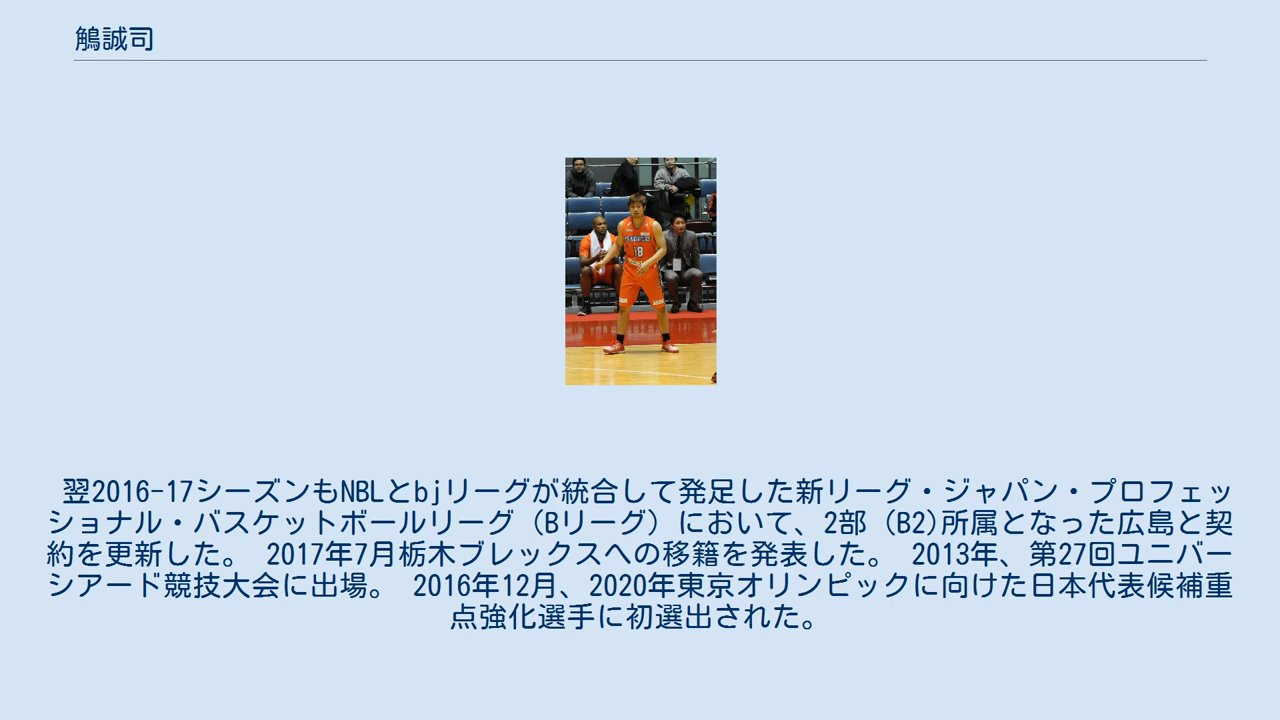 鵤誠司
18
翌2016-17シーズンもNBLとbjリーグが統合して発足した新リーグ・ジャパン・プロフェッ
ショナル・バスケットボールリーグ（Bリーグ）において、2部（B2)所属となった広島と契
約を更新した。 2017年7月栃木ブレックスへの移籍を発表した。 2013年、第27回ユニバー
シアード競技大会に出場。 2016年12月、2020年東京オリンピックに向けた日本代表候補重
点強化選手に初選出された。